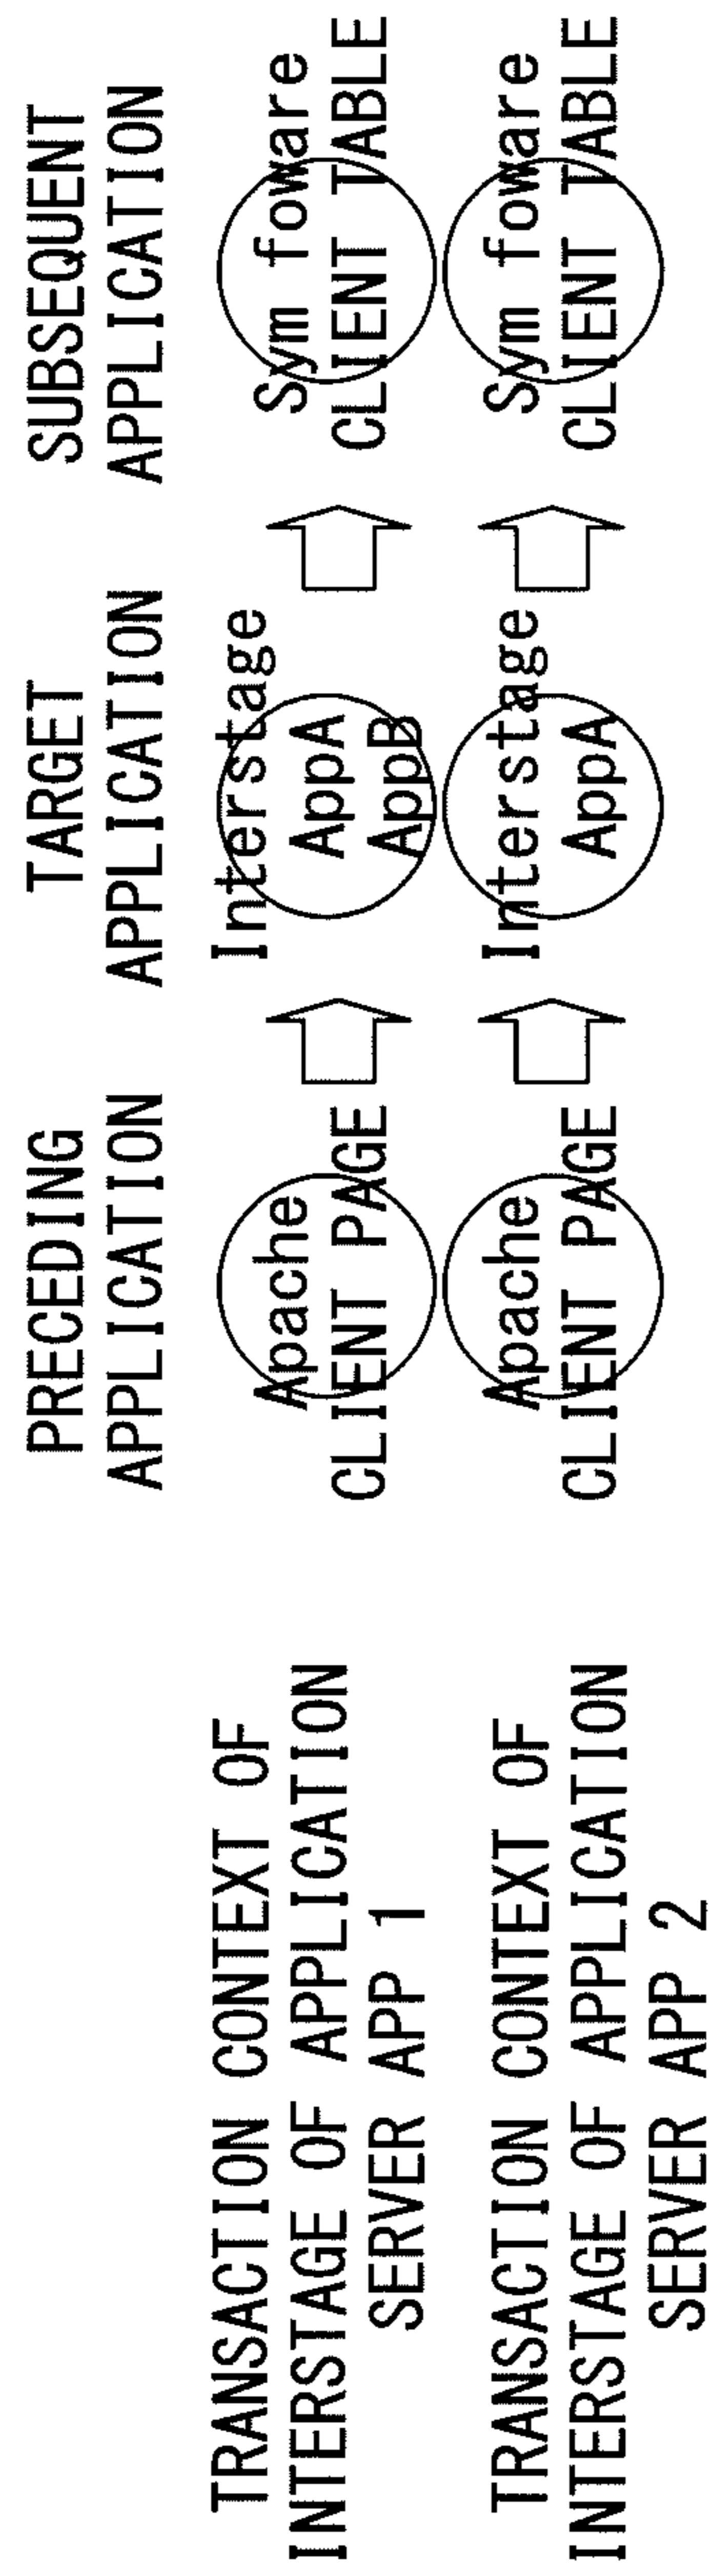 PRECEDING
APPLICATION
TARGET
APPLICATION
SUBSEQUENT
APPLICATION
TRANSACTION CONTEXT OF
INTERSTAGE OF APPLICATION
SERVER APP 1
Apache
CLIENT PAGE
Interstage
AppA
AppB
Sym foware
CLIENT TABLE
TRANSACTION CONTEXT OF
INTERSTAGE OF APPLICATION
SERVER APP 2
Apache
CLIENT PAGE
Interstage
AppA
Sym foware
CLIENT TABLE